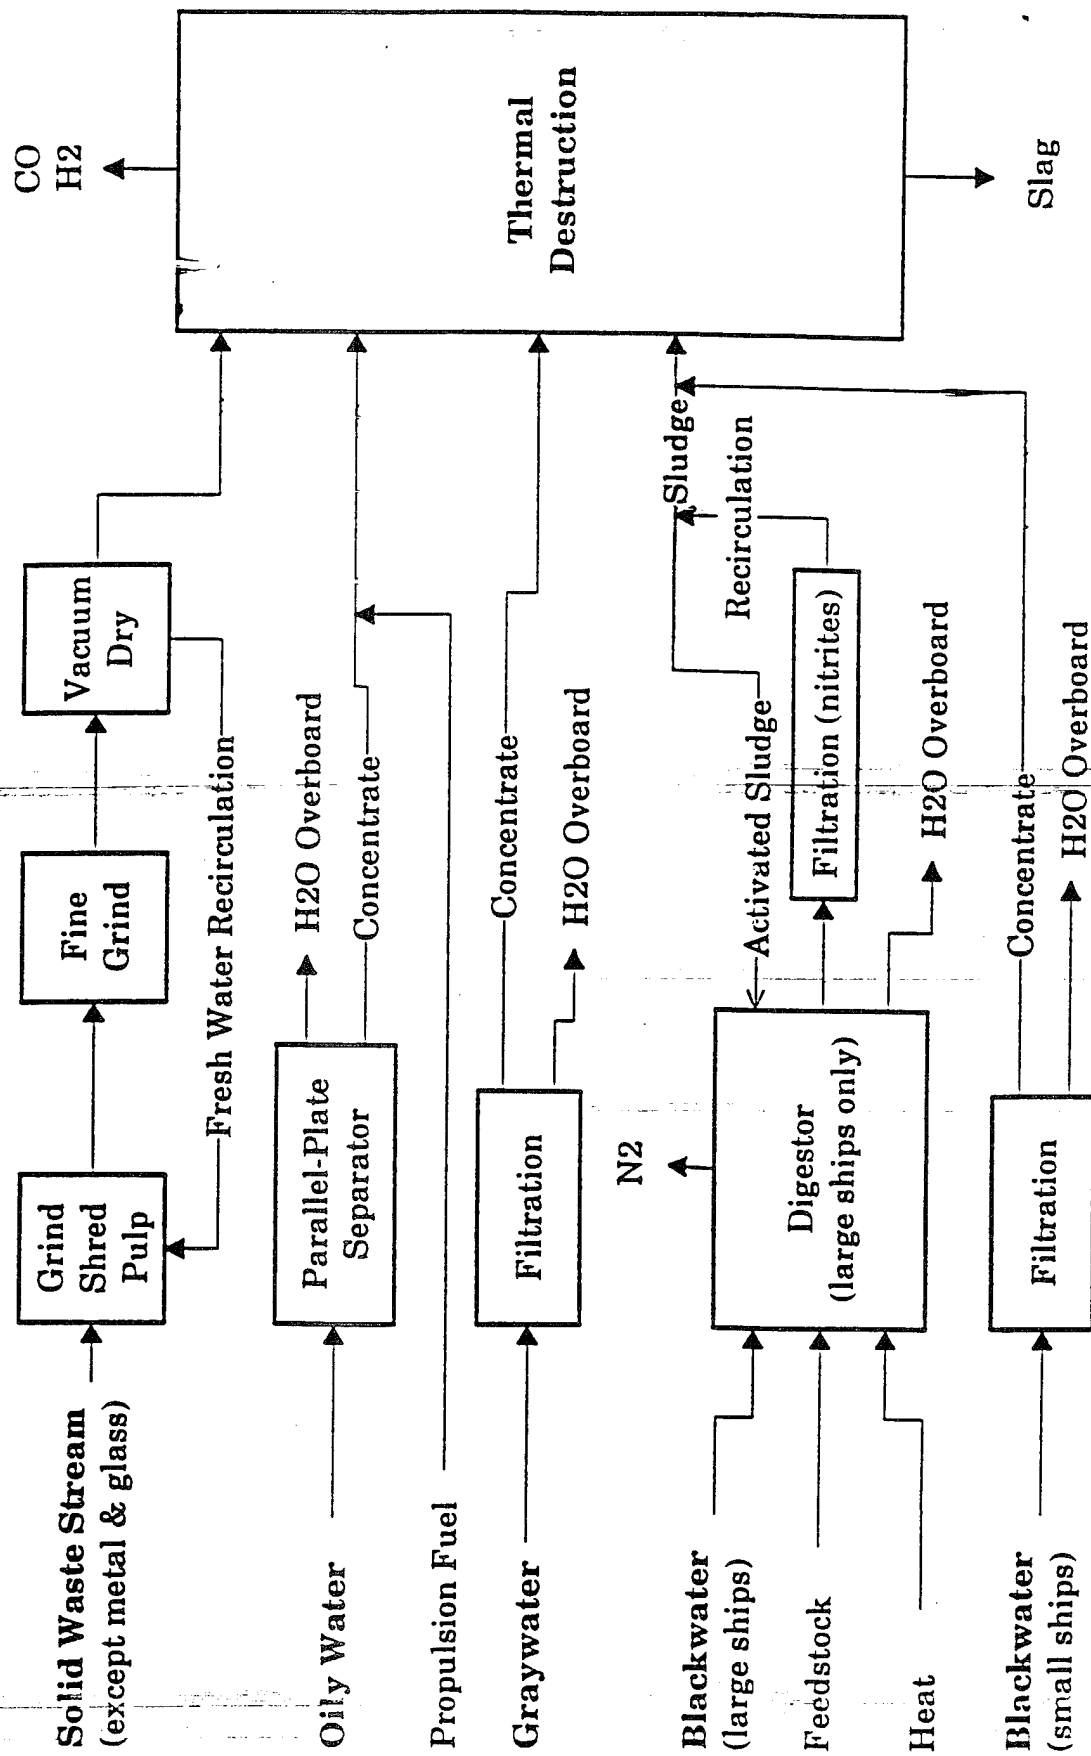 Solid Waste Stream
(except metal & glass)
Grind
Shred
Pulp
Fine
Grind
Vacuum
Dry
Fresh Water Recirculation
CO
H2
Oily Water
Parallel-Plate
Separator
H2O Overboard
Concentrate
Propulsion Fuel
Graywater
Filtration
Concentrate
H2O Overboard
Thermal
Destruction
N2
Blackwater
(large ships)
Feedstock
Heat
Digestor
(large ships only)
Activated Sludge
Sludge
Recirculation
Filtration (nitrites)
H2O Overboard
Blackwater
(small ships)
Filtration
Concentrate
H2O Overboard
Slag